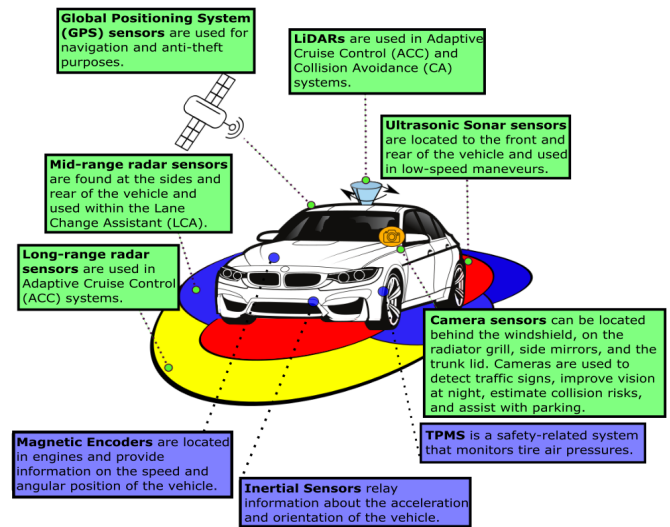 Global Positioning System
(GPS) sensors are used for
navigation and anti-theft
purposes.
LiDARs are used in Adaptive
Cruise Control (ACC) and
Collision Avoidance (CA)
systems.
Ultrasonic Sonar sensors
are located to the front and
rear of the vehicle and used
in low-speed maneveurs.
Mid-range radar sensors
are found at the sides and
rear of the vehicle and
used within the Lane
Change Assistant (LCA).
Long-range radar
sensors are used in
Adaptive Cruise Control
(ACC) systems.
Camera sensors can be located
behind the windshield, on the
radiator grill, side mirrors, and the
trunk lid. Cameras are used to
detect traffic signs, improve vision
at night, estimate collision risks,
and assist with parking.
Magnetic Encoders are located
in engines and provide
information on the speed and
angular position of the vehicle.
TPMS is a safety-related system
that monitors tire air pressures.
Inertial Sensors relay
information about the acceleration
and orientation of the vehicle.